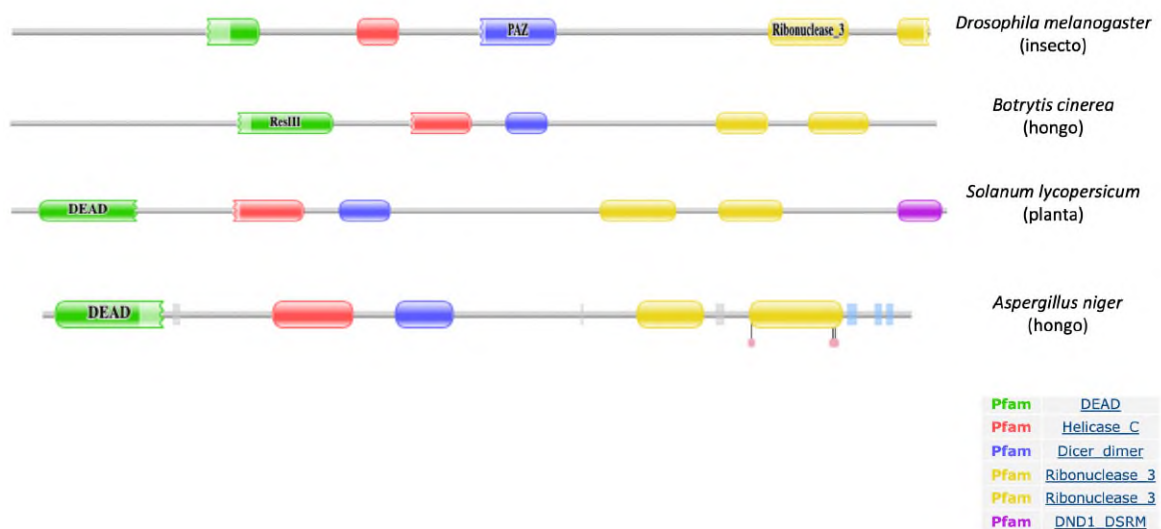 PAZ
Ribonuclease_3
Drosophila melanogaster
(insecto)
ResIII
Botrytis cinerea
(hongo)
DEAD
Solanum lycopersicum
(planta)
DEAD
Aspergillus niger
(hongo)
Pfam DEAD
Pfam Helicase_C
Pfam Dicer_dimer
Pfam Ribonuclease_3
Pfam Ribonuclease_3
Pfam DND1_DSRM